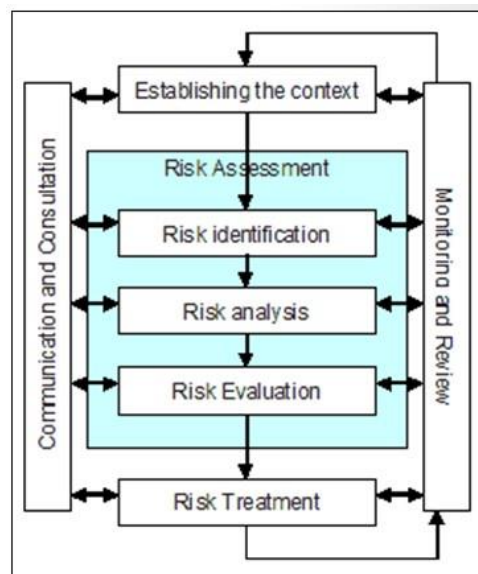 Establishing the context
Risk Assessment
Risk identification
Risk analysis
Risk Evaluation
Risk Treatment
Communication and Consultation
Monitoring and Review